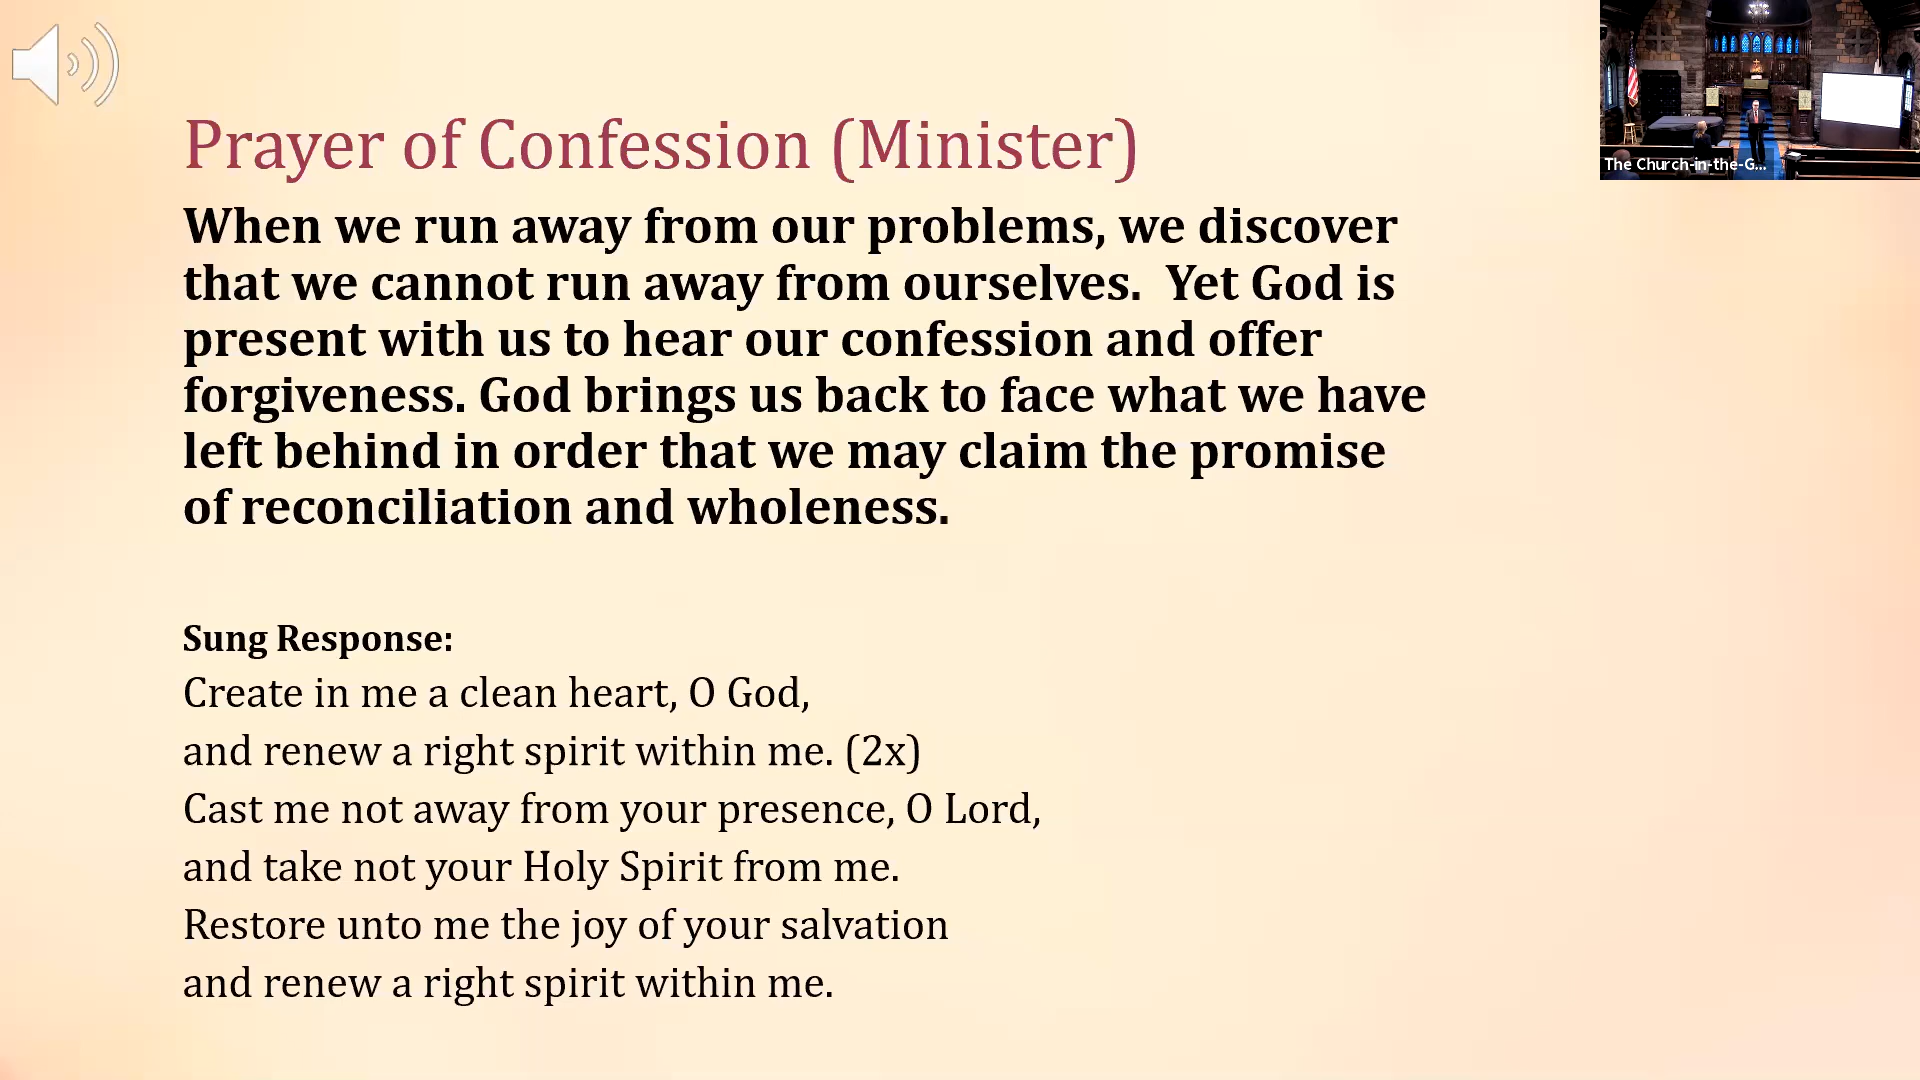 Prayer of Confession (Minister)
When we run away from our problems, we discover
that we cannot run away from ourselves.  Yet God is
present with us to hear our confession and offer
forgiveness. God brings us back to face what we have
left behind in order that we may claim the promise
of reconciliation and wholeness.
Sung Response:
Create in me a clean heart, O God,
and renew a right spirit within me. (2x)
Cast me not away from your presence, O Lord,
and take not your Holy Spirit from me.
Restore unto me the joy of your salvation
and renew a right spirit within me.
The Church-in-the-G...